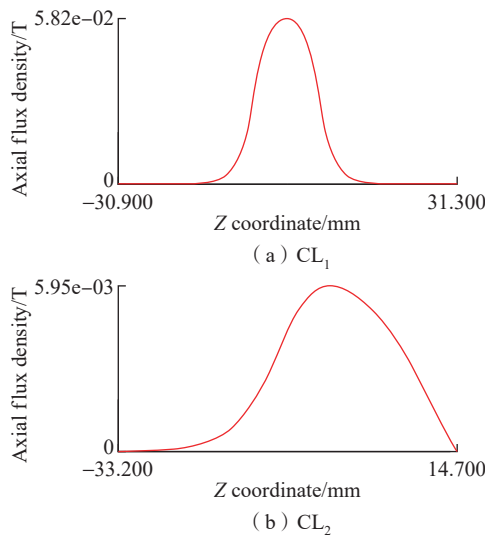 5.82e−02
Axial flux density/T
0
−30.900
31.300
Z coordinate/mm
（a）CL₁
5.95e−03
Axial flux density/T
0
−33.200
14.700
Z coordinate/mm
（b）CL₂